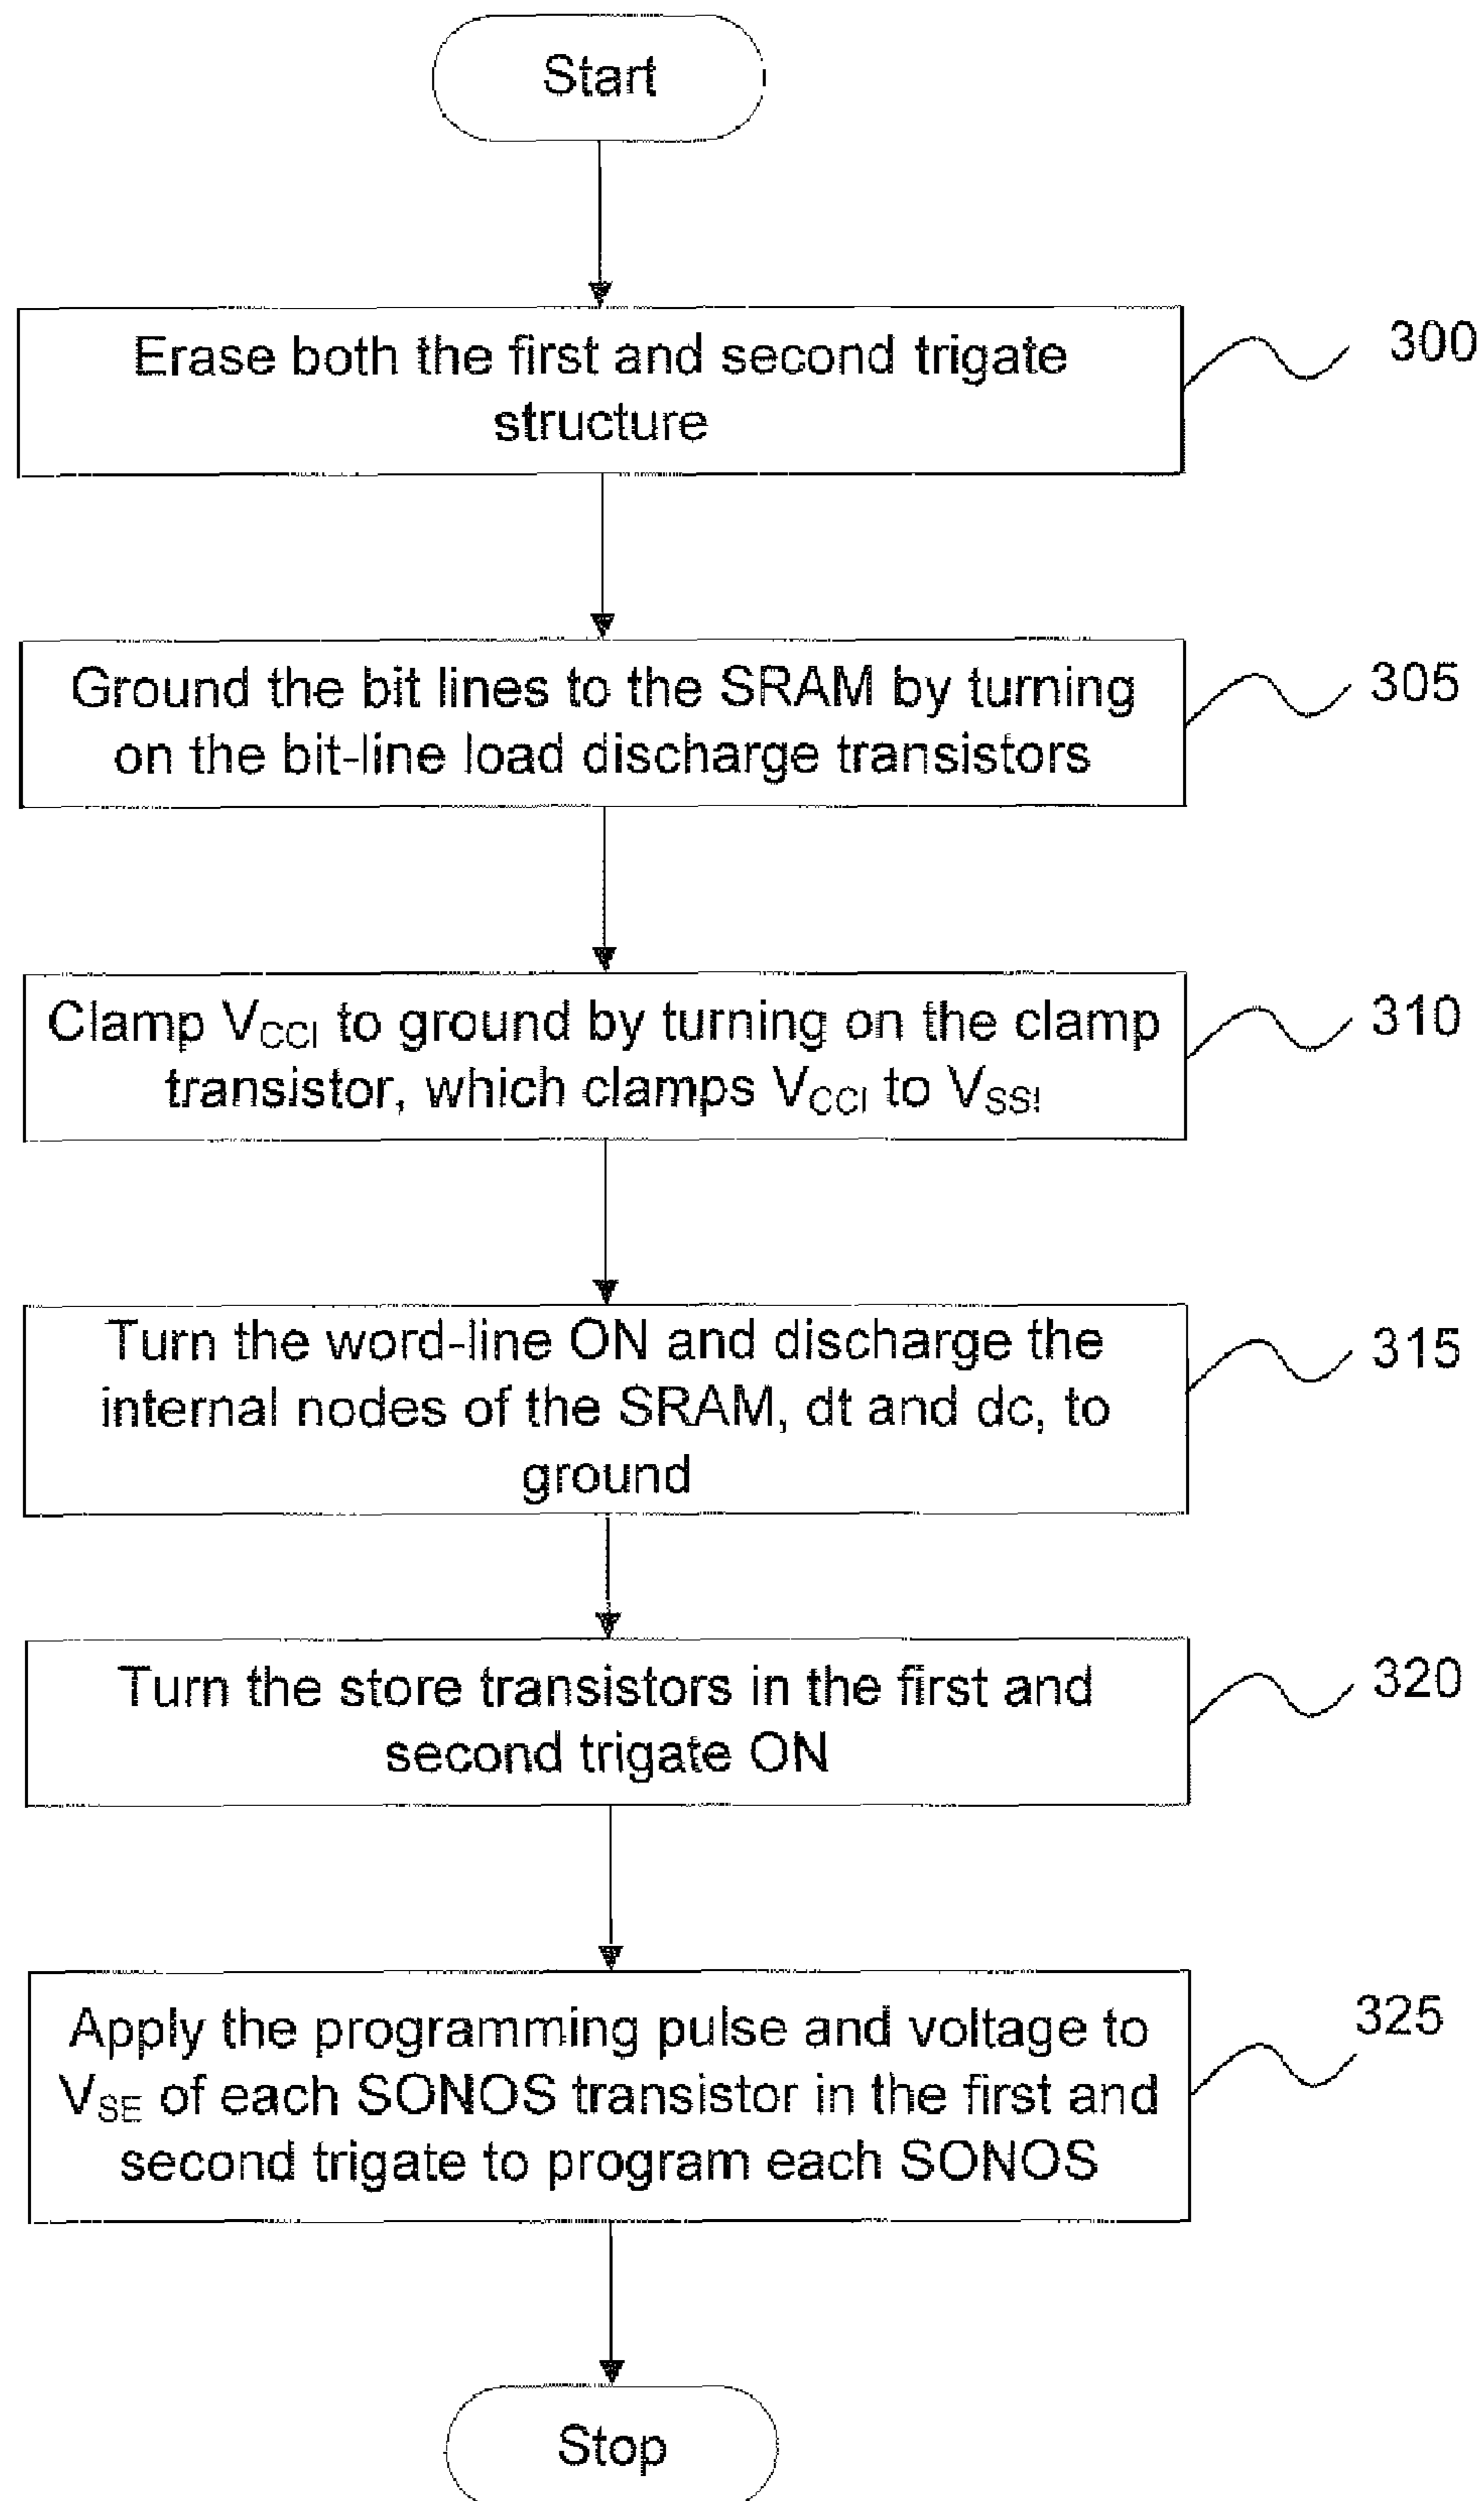 Start
Erase both the first and second trigate
structure
300
Ground the bit lines to the SRAM by turning
on the bit-line load discharge transistors
305
Clamp VCCI to ground by turning on the clamp
transistor, which clamps VCCI to VSSI
310
Turn the word-line ON and discharge the
internal nodes of the SRAM, dt and dc, to
ground
315
Turn the store transistors in the first and
second trigate ON
320
Apply the programming pulse and voltage to
VSE of each SONOS transistor in the first and
second trigate to program each SONOS
325
Stop